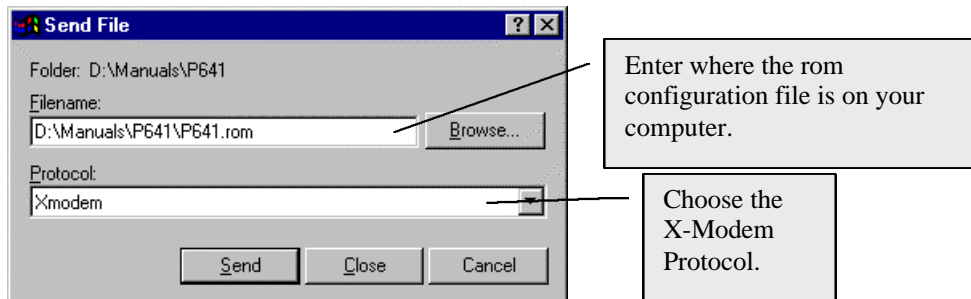 Send File
Folder: D:\Manuals\P641
Filename:
D:\Manuals\P641\P641.rom
Browse...
Protocol:
Xmodem
Send
Close
Cancel
Enter where the rom
configuration file is on your
computer.
Choose the
X-Modem
Protocol.